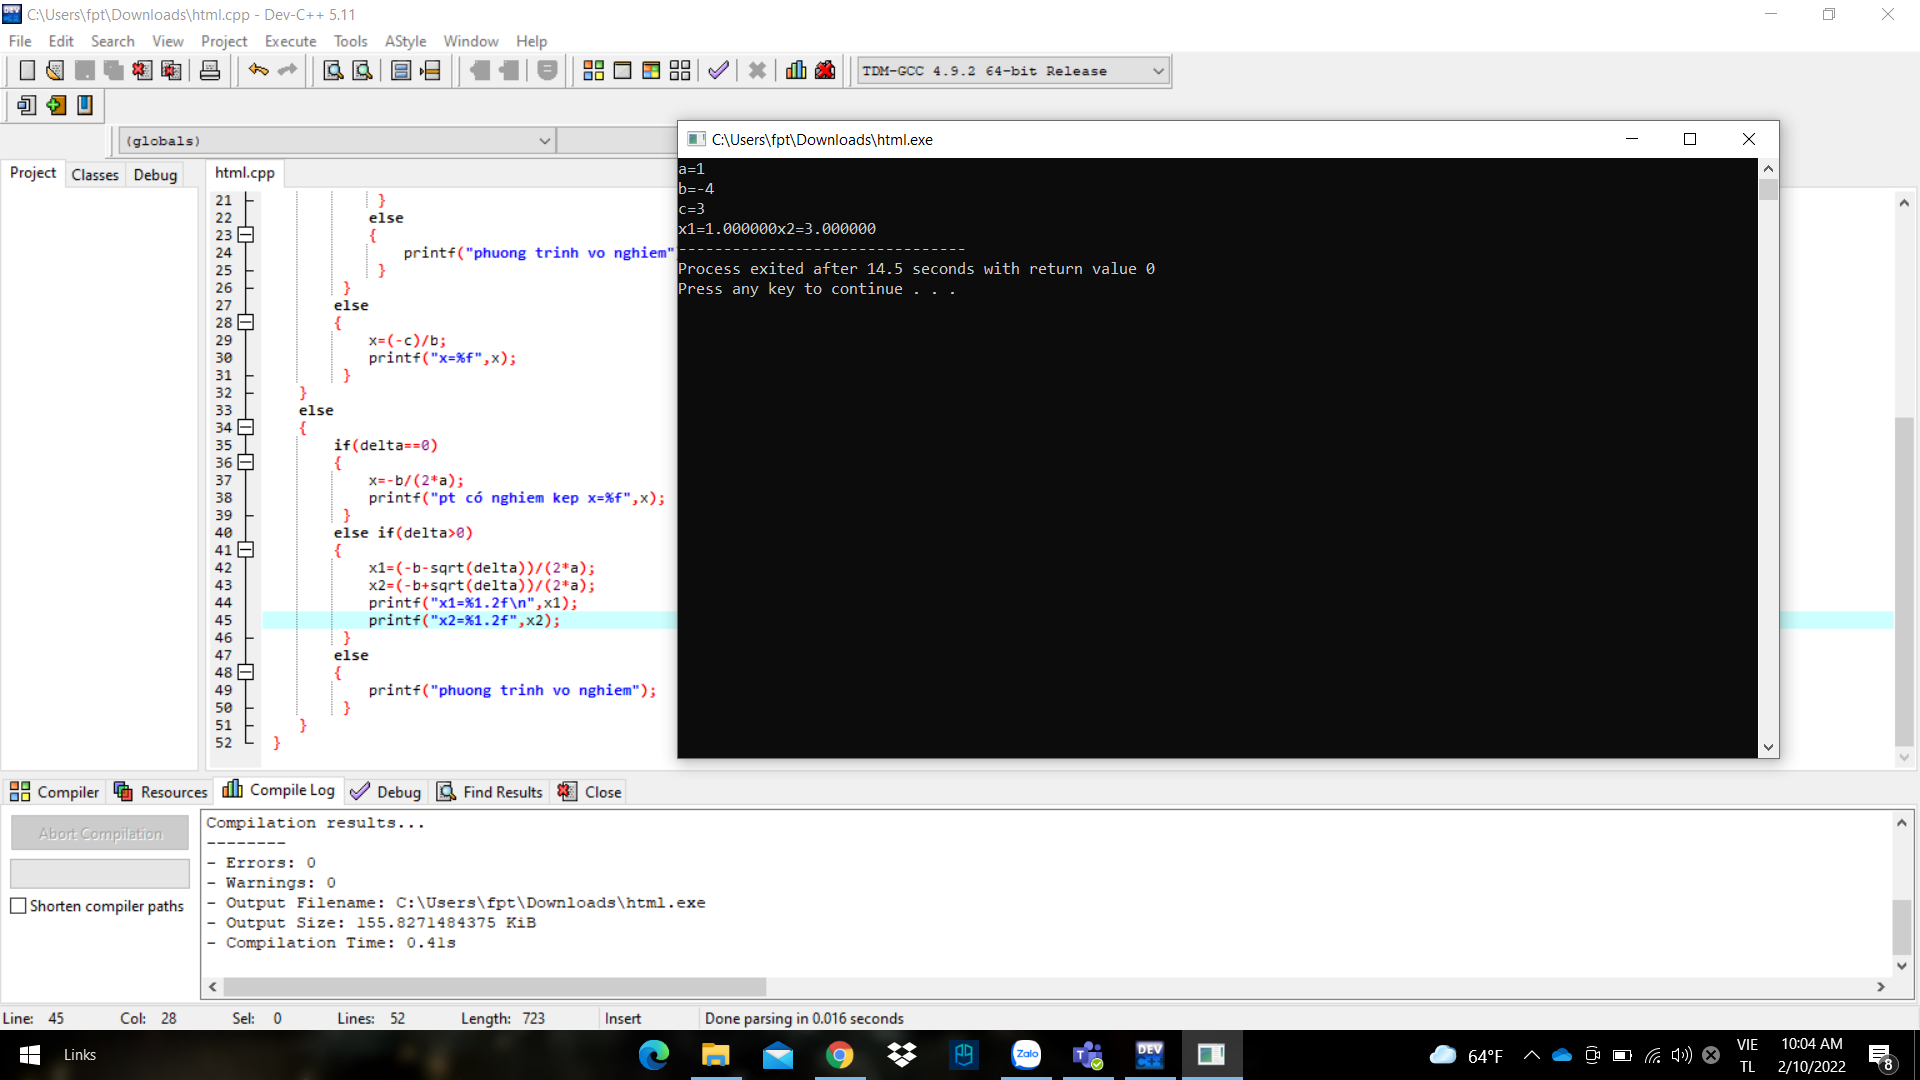 C:\Users\fpt\Downloads\html.cpp - Dev-C++ 5.11
File Edit Search View Project Execute Tools AStyle Window Help
TDM-GCC 4.9.2 64-bit Release
(globals)
Project Classes Debug
html.cpp
21 }
22 else
23 {
24 printf("phuong trinh vo nghiem"
25 }
26 }
27 else
28 {
29 x=(-c)/b;
30 printf("x=%f",x);
31 }
32 }
33 else
34 {
35 if(delta==0)
36 {
37 x=-b/(2*a);
38 printf("pt có nghiem kep x=%f",x);
39 }
40 else if(delta>0)
41 {
42 x1=(-b-sqrt(delta))/(2*a);
43 x2=(-b+sqrt(delta))/(2*a);
44 printf("x1=%1.2f\n",x1);
45 printf("x2=%1.2f",x2);
46 }
47 else
48 {
49 printf("phuong trinh vo nghiem");
50 }
51 }
52 }
C:\Users\fpt\Downloads\html.exe
a=1
b=-4
c=3
x1=1.000000x2=3.000000
--------------------------------
Process exited after 14.5 seconds with return value 0
Press any key to continue . . .
Compiler Resources Compile Log Debug Find Results Close
Abort Compilation
Shorten compiler paths
Compilation results...
--------
- Errors: 0
- Warnings: 0
- Output Filename: C:\Users\fpt\Downloads\html.exe
- Output Size: 155.8271484375 KiB
- Compilation Time: 0.41s
Line: 45 Col: 28 Sel: 0 Lines: 52 Length: 723 Insert Done parsing in 0.016 seconds
Links
Zalo
DEV
64°F
VIE
TL
10:04 AM
2/10/2022
8